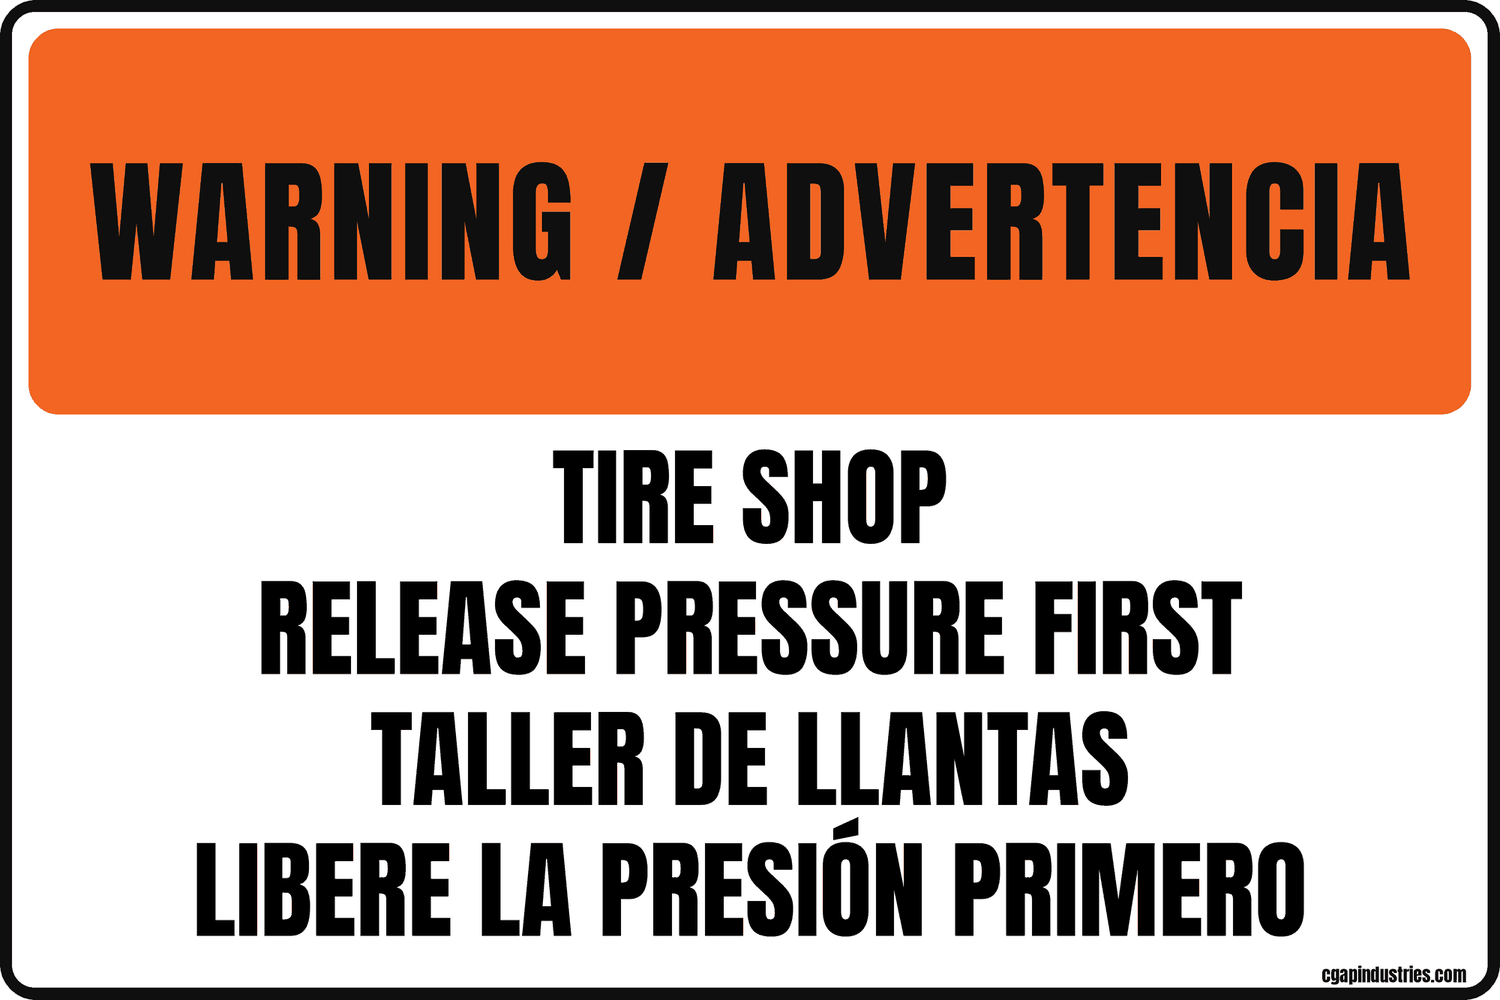 WARNING / ADVERTENCIA
TIRE SHOP
RELEASE PRESSURE FIRST
TALLER DE LLANTAS
LIBERE LA PRESIÓN PRIMERO
cgapindustries.com